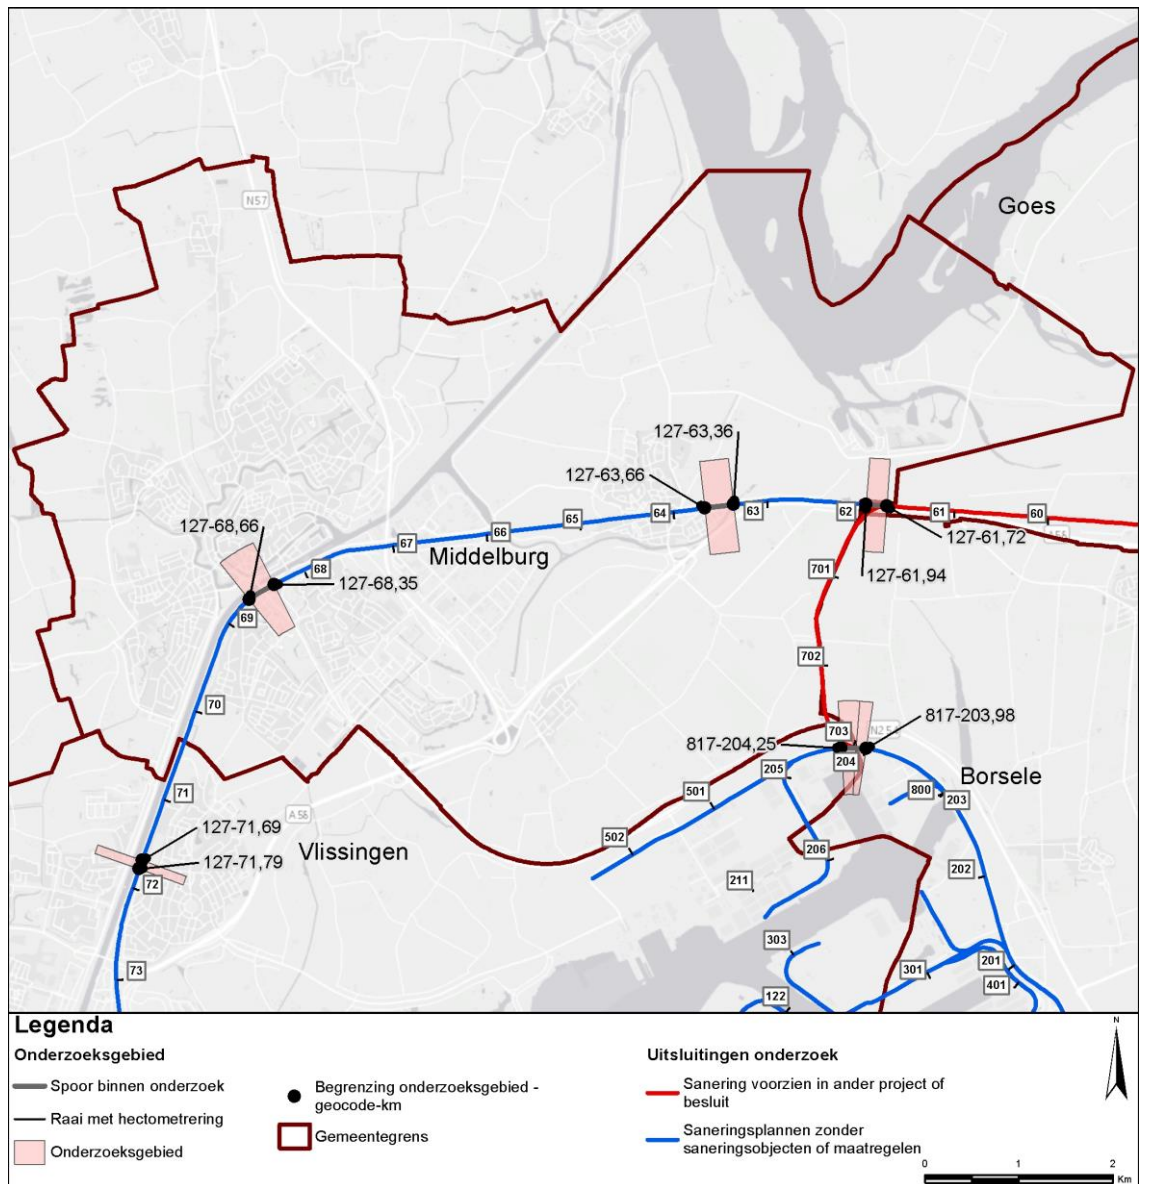 N57
Goes
127-63,36
127-63,66
64
63
62
61
60
65
66
67
68
127-68,66
Middelburg
127-68,35
127-61,72
127-61,94
701
69
702
70
703
817-203,98
817-204,25
204
205
Borsele
71
501
800
203
A 58
127-71,69
502
127-71,79
Vlissingen
206
202
72
211
303
73
301
201
401
122
Legenda
Onderzoeksgebied
Spoor binnen onderzoek
Raai met hectometrering
Onderzoeksgebied
Begrenzing onderzoeksgebied -
geocode-km
Gemeentegrens
Uitsluitingen onderzoek
Sanering voorzien in ander project of
besluit
Saneringsplannen zonder
saneringsobjecten of maatregelen
N
0 1 2
Km